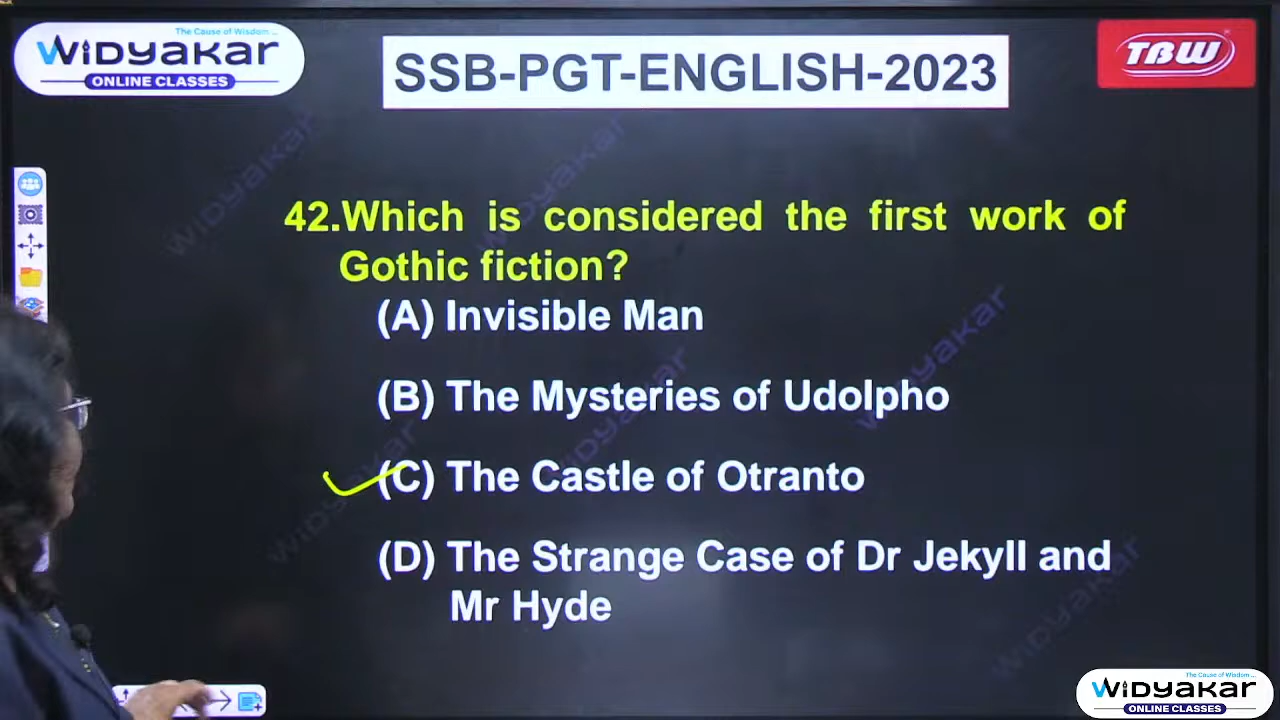 The Cause of Wisdom ...
WIDYAKAR
ONLINE CLASSES
SSB-PGT-ENGLISH-2023
TBW
42.Which is considered the first work of
Gothic fiction?
(A) Invisible Man
(B) The Mysteries of Udolpho
(C) The Castle of Otranto
(D) The Strange Case of Dr Jekyll and
Mr Hyde
The Cause of Wisdom ...
WIDYAKAR
ONLINE CLASSES